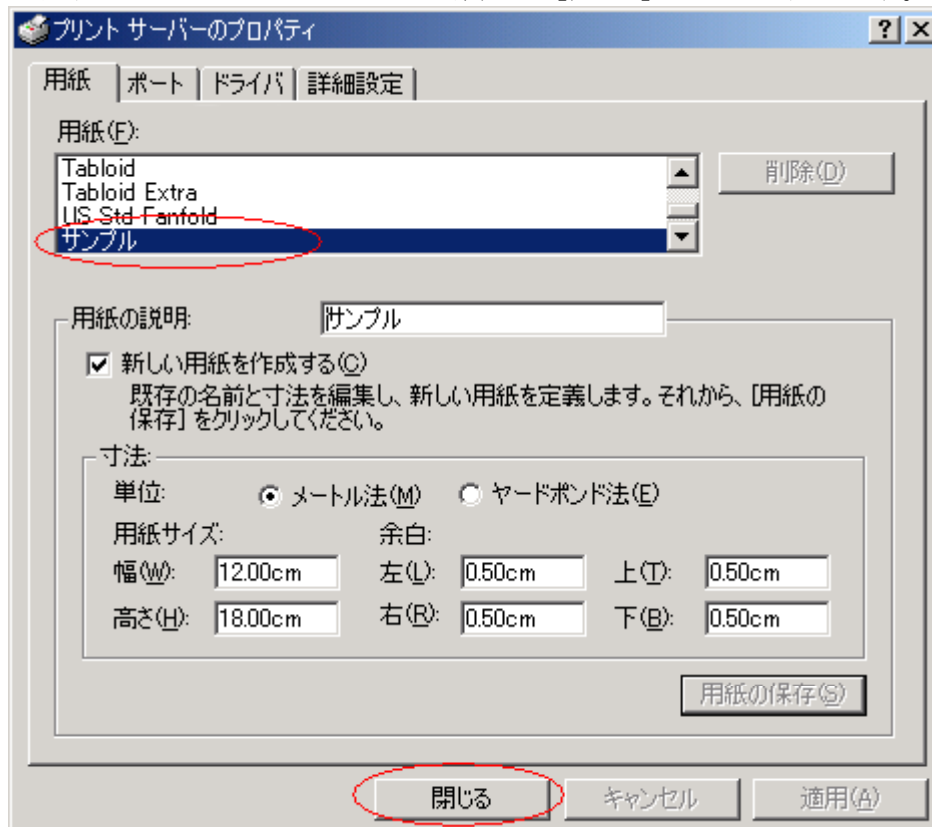 プリント サーバーのプロパティ
用紙 ポート ドライバ 詳細設定
用紙(F):
Tabloid
Tabloid Extra
US Std Fanfold
サンプル
削除(D)
用紙の説明: サンプル
新しい用紙を作成する(C)
既存の名前と寸法を編集し、新しい用紙を定義します。それから、[用紙の
保存] をクリックしてください。
寸法:
単位: メートル法(M) ヤードポンド法(E)
用紙サイズ: 余白:
幅(W): 12.00cm 左(L): 0.50cm 上(T): 0.50cm
高さ(H): 18.00cm 右(R): 0.50cm 下(B): 0.50cm
用紙の保存(S)
閉じる キャンセル 適用(A)